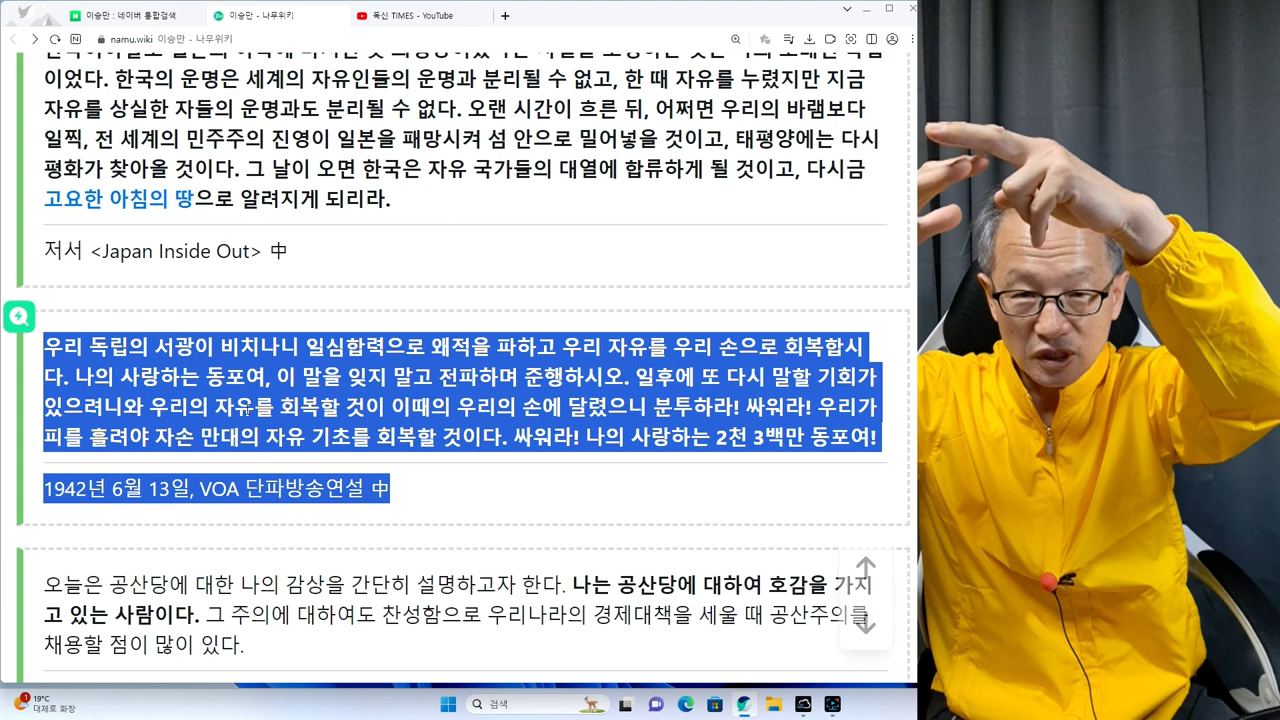 이승만 : 네이버 통합검색
이승만 - 나무위키
독신 TIMES - YouTube
namu.wiki 이승만 - 나무위키
이었다. 한국의 운명은 세계의 자유인들의 운명과 분리될 수 없고, 한 때 자유를 누렸지만 지금
자유를 상실한 자들의 운명과도 분리될 수 없다. 오랜 시간이 흐른 뒤, 어쩌면 우리의 바램보다
일찍, 전 세계의 민주주의 진영이 일본을 패망시켜 섬 안으로 밀어넣을 것이고, 태평양에는 다시
평화가 찾아올 것이다. 그 날이 오면 한국은 자유 국가들의 대열에 합류하게 될 것이고, 다시금
고요한 아침의 땅으로 알려지게 되리라.
저서 <Japan Inside Out> 中
우리 독립의 서광이 비치나니 일심합력으로 왜적을 파하고 우리 자유를 우리 손으로 회복합시
다. 나의 사랑하는 동포여, 이 말을 잊지 말고 전파하며 준행하시오. 일후에 또 다시 말할 기회가
있으려니와 우리의 자유를 회복할 것이 이때의 우리의 손에 달렸으니 분투하라! 싸워라! 우리가
피를 흘려야 자손 만대의 자유 기초를 회복할 것이다. 싸워라! 나의 사랑하는 2천 3백만 동포여!
1942년 6월 13일, VOA 단파방송연설 中
오늘은 공산당에 대한 나의 감상을 간단히 설명하고자 한다. 나는 공산당에 대하여 호감을 가지
고 있는 사람이다. 그 주의에 대하여도 찬성함으로 우리나라의 경제대책을 세울 때 공산주의를
채용할 점이 많이 있다.
1
19°C
대체로 화창
검색